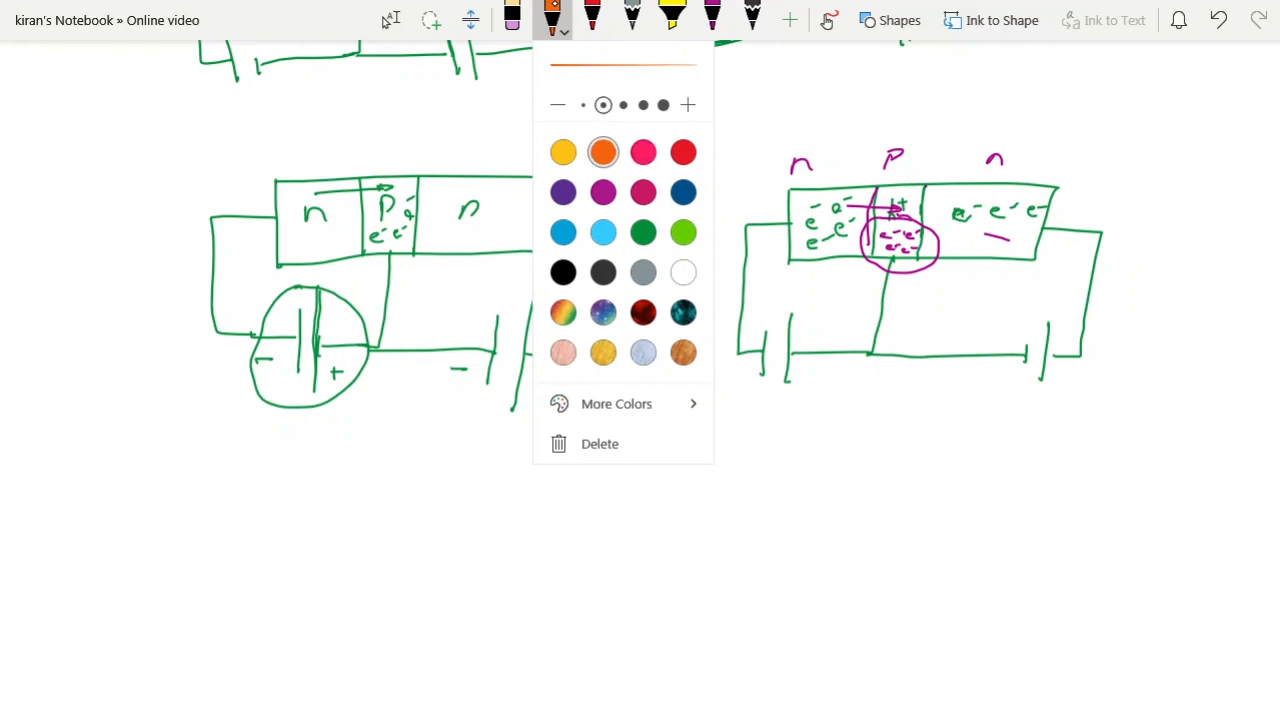 kiran's Notebook » Online video
Shapes
Ink to Shape
Ink to Text
n p n
n p n
e- e- e-
e- e- e- e-
h+
e- e- e- e-
e- e- e-
- +
-
More Colors
Delete